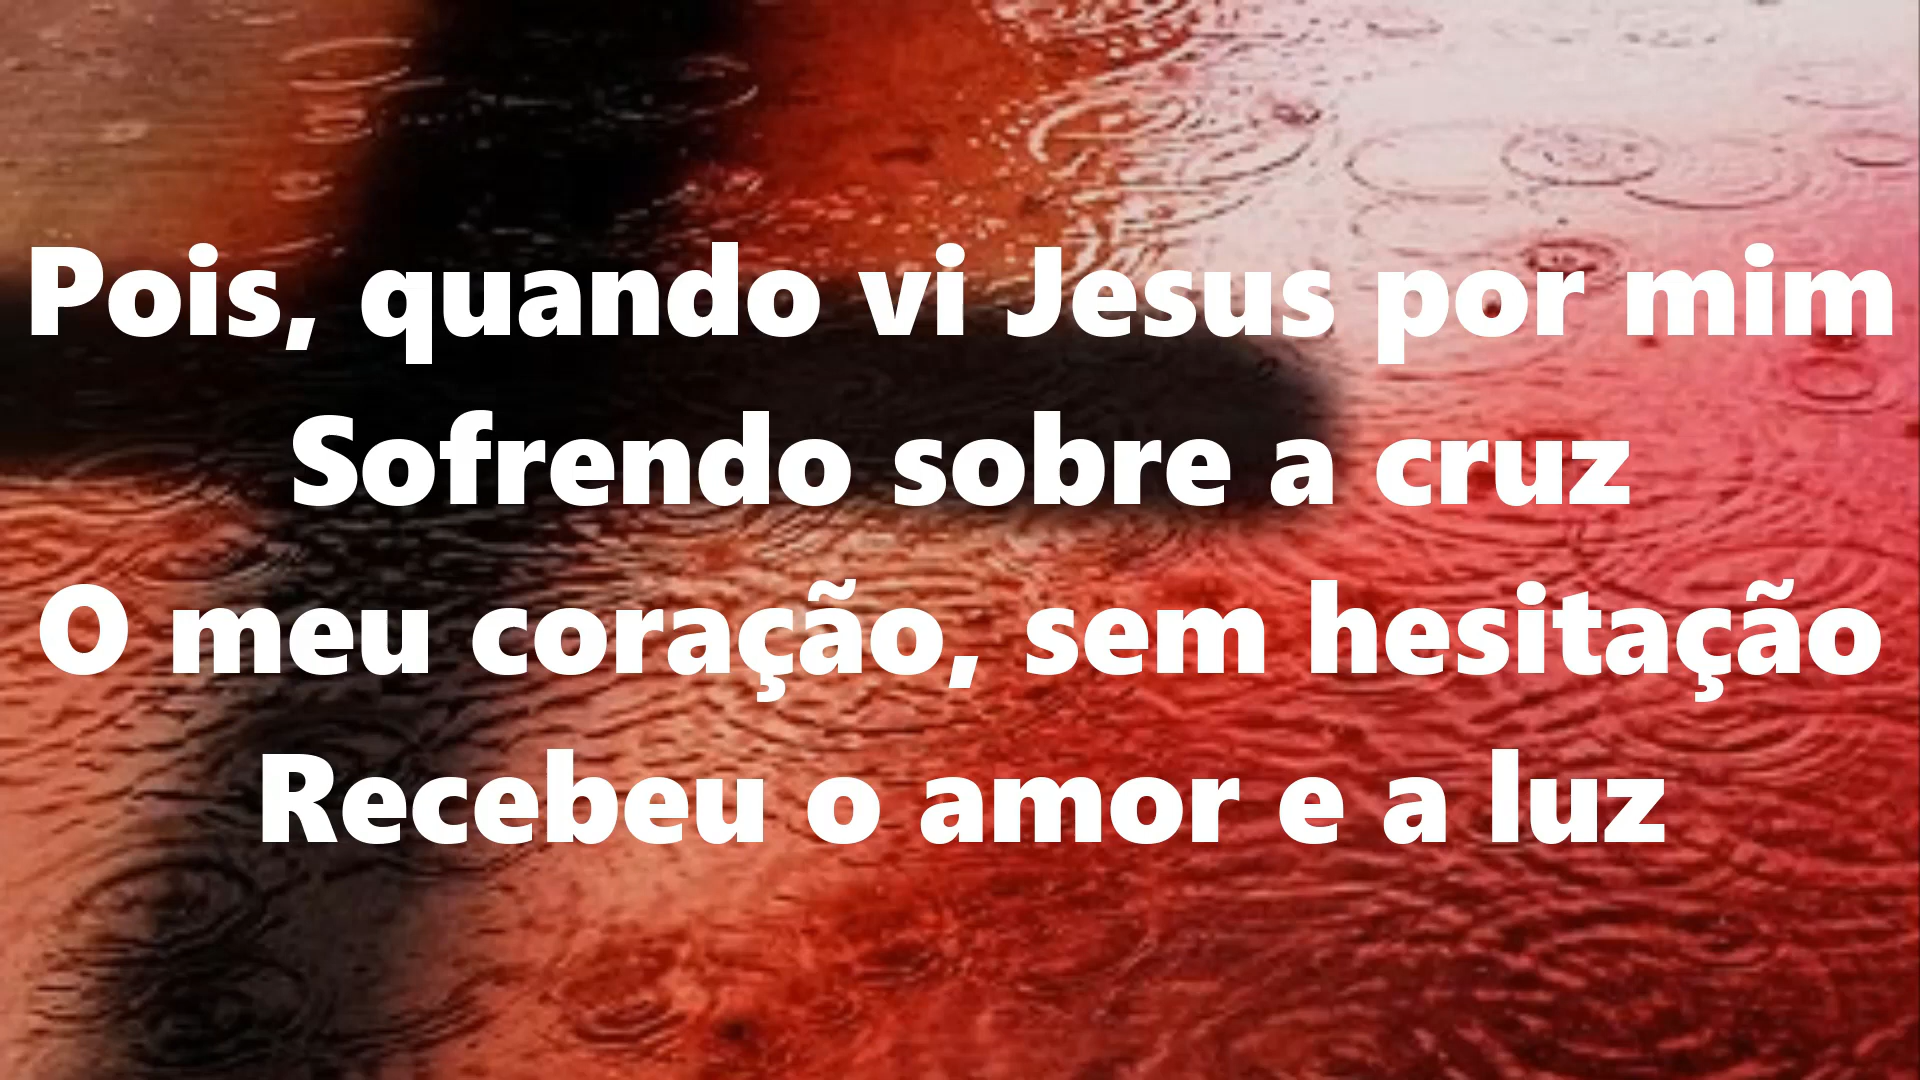 Pois, quando vi Jesus por mim
Sofrendo sobre a cruz
O meu coração, sem hesitação
Recebeu o amor e a luz